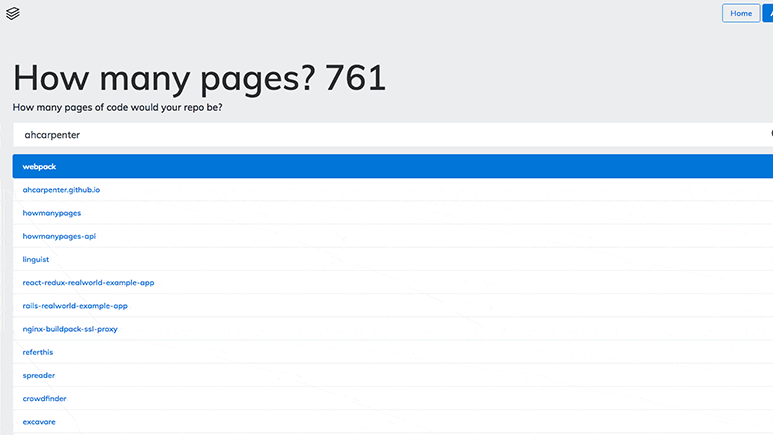 Home
How many pages? 761
How many pages of code would your repo be?
ahcarpenter
webpack
ahcarpenter.github.io
howmanypages
howmanypages-api
linguist
react-redux-realworld-example-app
rails-realworld-example-app
nginx-buildpack-ssl-proxy
referthis
spreader
crowdfinder
excavare